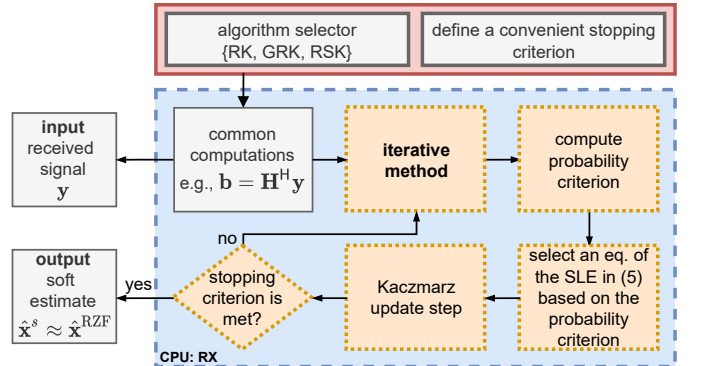 algorithm selector
{RK, GRK, RSK}
define a convenient stopping
criterion
input
received
signal
𝐲
common
computations
e.g., 𝐛 = 𝐇ᴴ𝐲
iterative
method
compute
probability
criterion
output
soft
estimate
x̂ˢ ≈ x̂ᴿᶻꟳ
yes
no
stopping
criterion is
met?
Kaczmarz
update step
select an eq. of
the SLE in (5)
based on the
probability
criterion
CPU: RX